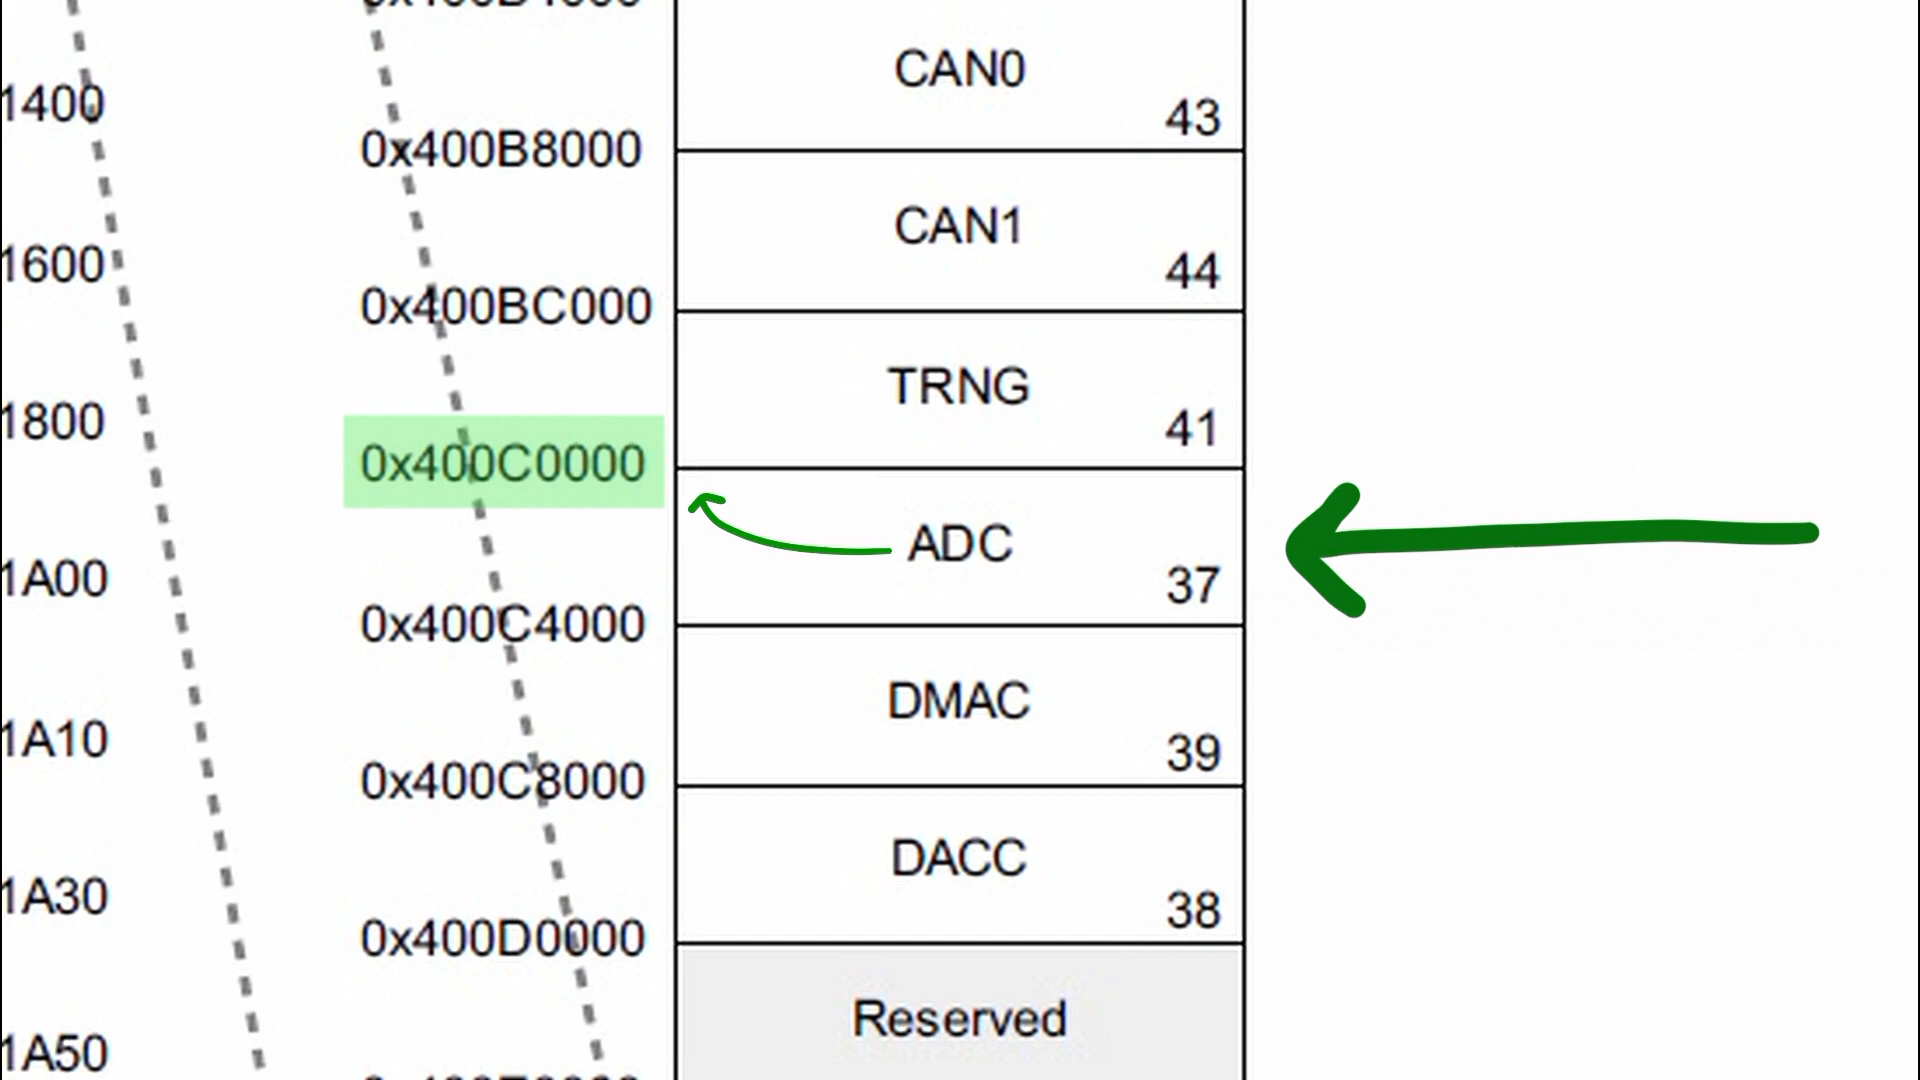 CAN0
1400
43
0x400B8000
CAN1
1600
44
0x400BC000
TRNG
1800
41
0x400C0000
ADC
1A00
37
0x400C4000
DMAC
1A10
39
0x400C8000
DACC
1A30
38
0x400D0000
Reserved
1A50